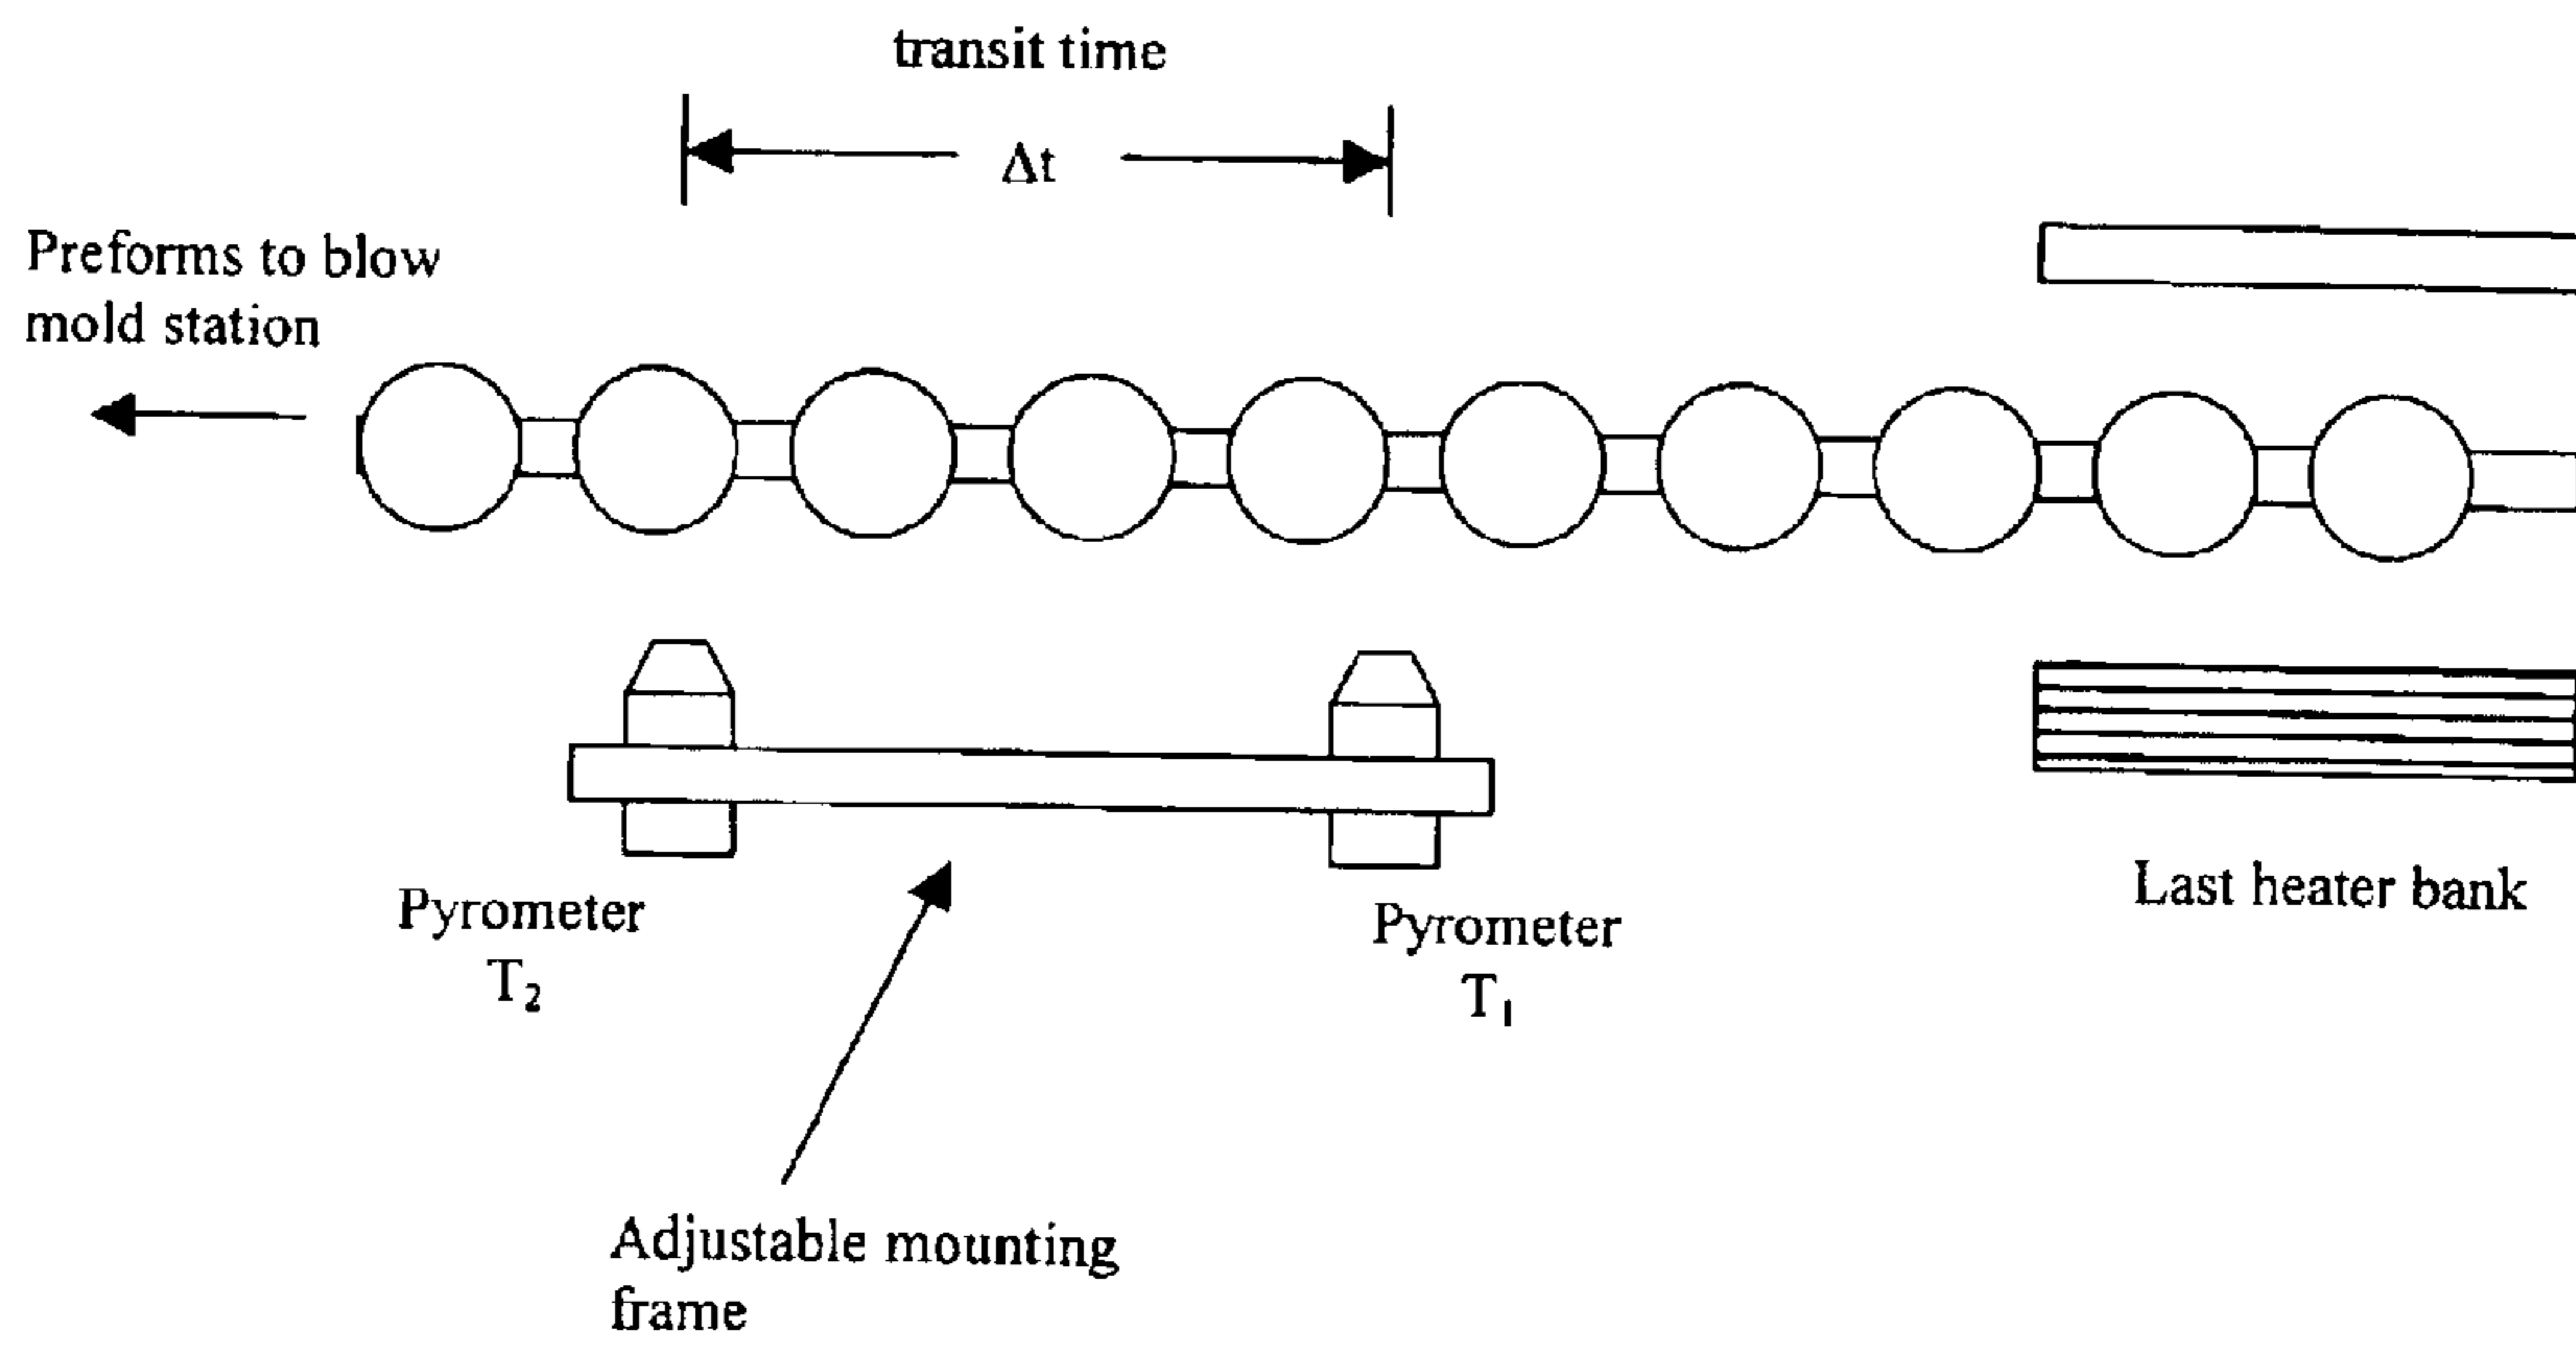 transit time
Δt
Preforms to blow
mold station
Pyrometer
T₂
Pyrometer
T₁
Last heater bank
Adjustable mounting
frame